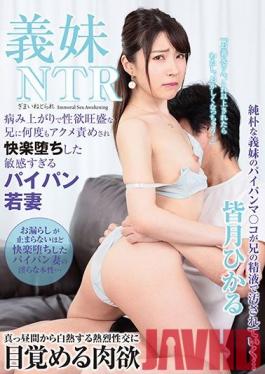 義妹
ぎまいねとられ
NTR
Immoral Sex Awakening
病み上がりで性欲旺盛な
兄に何度もアクメ責めされ
快楽堕ちした
敏感すぎる
パイパン
若妻
純朴な義妹のパイパンマ〇コが兄の精液で汚されていく…
皆月ひかる
お漏らしが
止まらないほど
快楽堕ちした
パイパン妻の
淫らな本性…
真っ昼間から白熱する熱烈性交に
目覚める肉欲
JAV